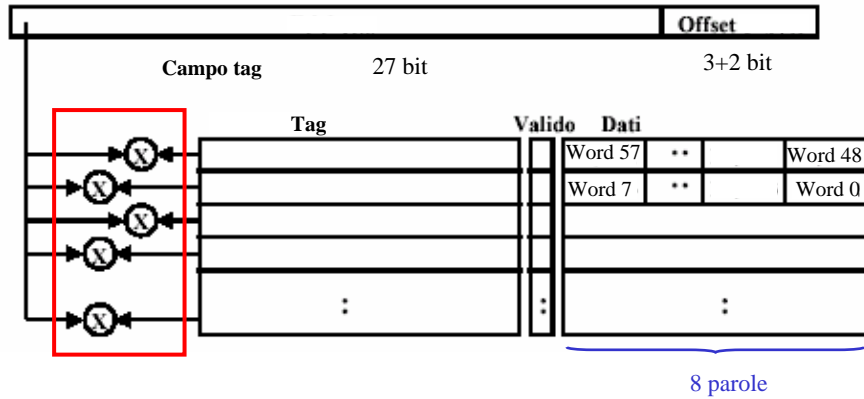 Offset
Campo tag 27 bit 3+2 bit
Tag Valido Dati
X Word 57 .. Word 48
X Word 7 .. Word 0
X
X
X : : :
8 parole